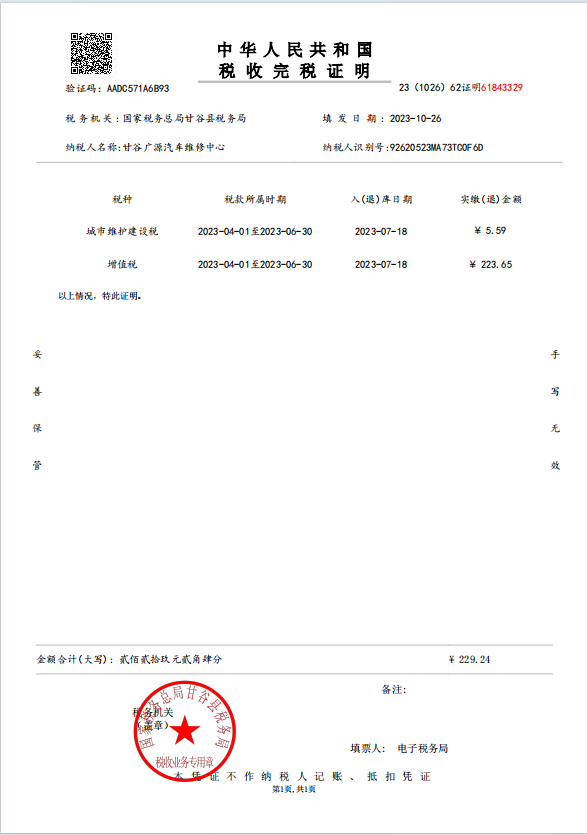 中华人民共和国
税收完税证明
验证码：AADC571A6B93
23（1026）62证明61843329
税务机关：国家税务总局甘谷县税务局
填发日期：2023-10-26
纳税人名称:甘谷广源汽车维修中心
纳税人识别号:92620523MA73TC0F6D
税种 税款所属时期 入(退)库日期 实缴(退)金额
城市维护建设税 2023-04-01至2023-06-30 2023-07-18 ￥5.59
增值税 2023-04-01至2023-06-30 2023-07-18 ￥223.65
以上情况，特此证明。
妥善保管
手写无效
金额合计(大写)：贰佰贰拾玖元贰角肆分 ￥229.24
备注:
税务机关
（盖章）
国家税务总局甘谷县税务局
税收业务专用章
填票人： 电子税务局
本凭证不作纳税人记账、抵扣凭证
第1页,共1页